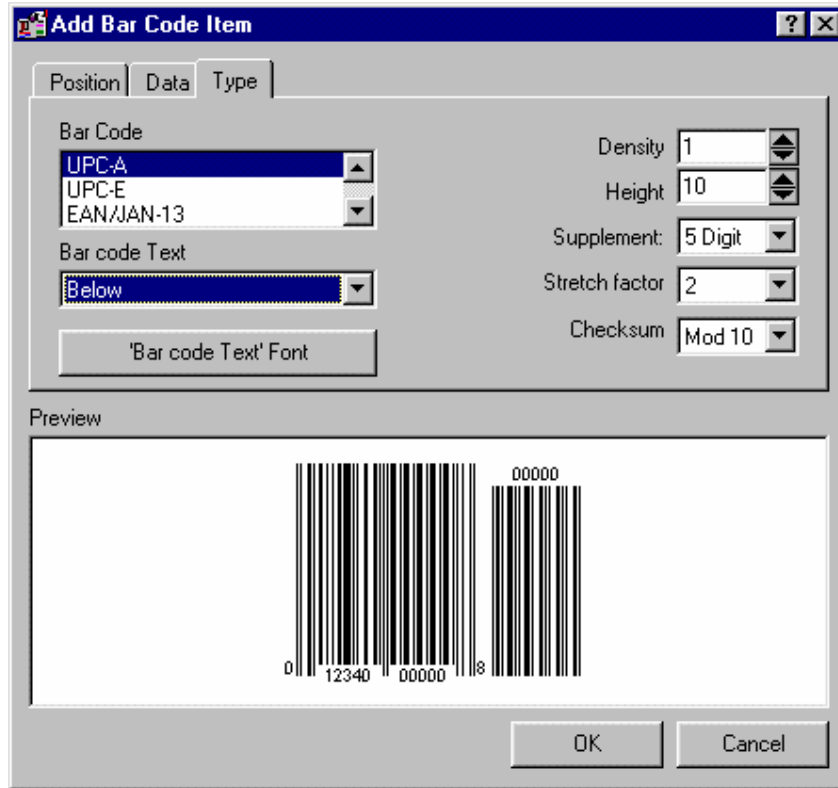 Add Bar Code Item
Position Data Type
Bar Code
UPC-A
UPC-E
EAN/JAN-13
Bar code Text
Below
'Bar code Text' Font
Density 1
Height 10
Supplement: 5 Digit
Stretch factor 2
Checksum Mod 10
Preview
00000
0 12340 00000 8
OK Cancel